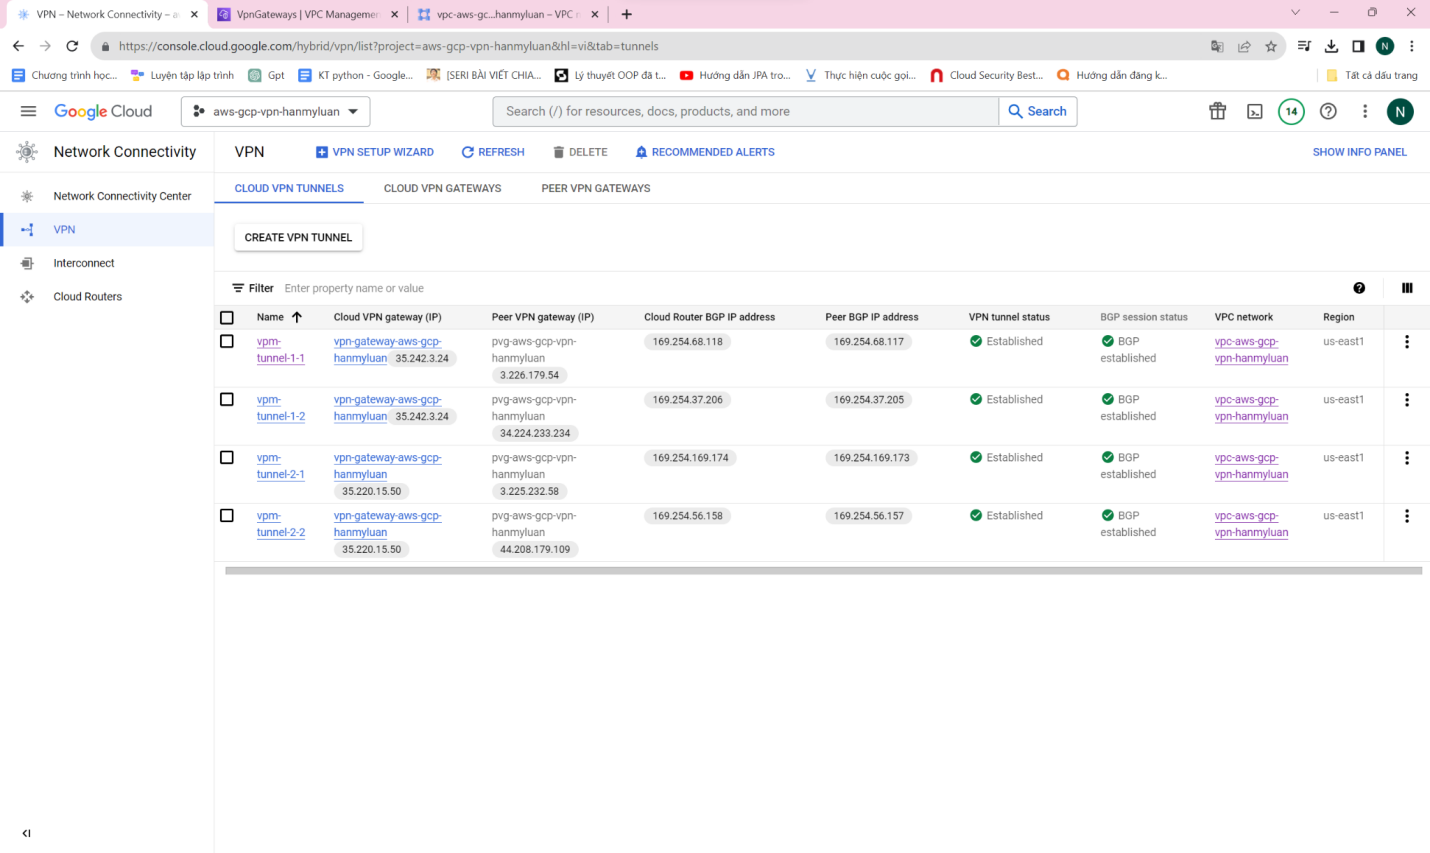 VPN – Network Connectivity – a
VpnGateways | VPC Managemen
vpc-aws-gc...hanmyluan – VPC n
https://console.cloud.google.com/hybrid/vpn/list?project=aws-gcp-vpn-hanmyluan&hl=vi&tab=tunnels
N
Chương trình học... Luyện tập lập trình Gpt KT python - Google... [SERI BÀI VIẾT CHIA... Lý thuyết OOP đã t... Hướng dẫn JPA tro... Thực hiện cuộc gọi... Cloud Security Best... Hướng dẫn đăng k... Tất cả dấu trang
Google Cloud aws-gcp-vpn-hanmyluan Search (/) for resources, docs, products, and more Search 14 N
Network Connectivity
Network Connectivity Center
VPN
Interconnect
Cloud Routers
VPN VPN SETUP WIZARD REFRESH DELETE RECOMMENDED ALERTS SHOW INFO PANEL
CLOUD VPN TUNNELS CLOUD VPN GATEWAYS PEER VPN GATEWAYS
CREATE VPN TUNNEL
Filter Enter property name or value
Name Cloud VPN gateway (IP) Peer VPN gateway (IP) Cloud Router BGP IP address Peer BGP IP address VPN tunnel status BGP session status VPC network Region
vpm- vpn-gateway-aws-gcp- pvg-aws-gcp-vpn- 169.254.68.118 169.254.68.117 Established BGP vpc-aws-gcp- us-east1
tunnel-1-1 hanmyluan 35.242.3.24 hanmyluan established vpn-hanmyluan
3.226.179.54
vpm- vpn-gateway-aws-gcp- pvg-aws-gcp-vpn- 169.254.37.206 169.254.37.205 Established BGP vpc-aws-gcp- us-east1
tunnel-1-2 hanmyluan 35.242.3.24 hanmyluan established vpn-hanmyluan
34.224.233.234
vpm- vpn-gateway-aws-gcp- pvg-aws-gcp-vpn- 169.254.169.174 169.254.169.173 Established BGP vpc-aws-gcp- us-east1
tunnel-2-1 hanmyluan hanmyluan established vpn-hanmyluan
35.220.15.50 3.225.232.58
vpm- vpn-gateway-aws-gcp- pvg-aws-gcp-vpn- 169.254.56.158 169.254.56.157 Established BGP vpc-aws-gcp- us-east1
tunnel-2-2 hanmyluan hanmyluan established vpn-hanmyluan
35.220.15.50 44.208.179.109